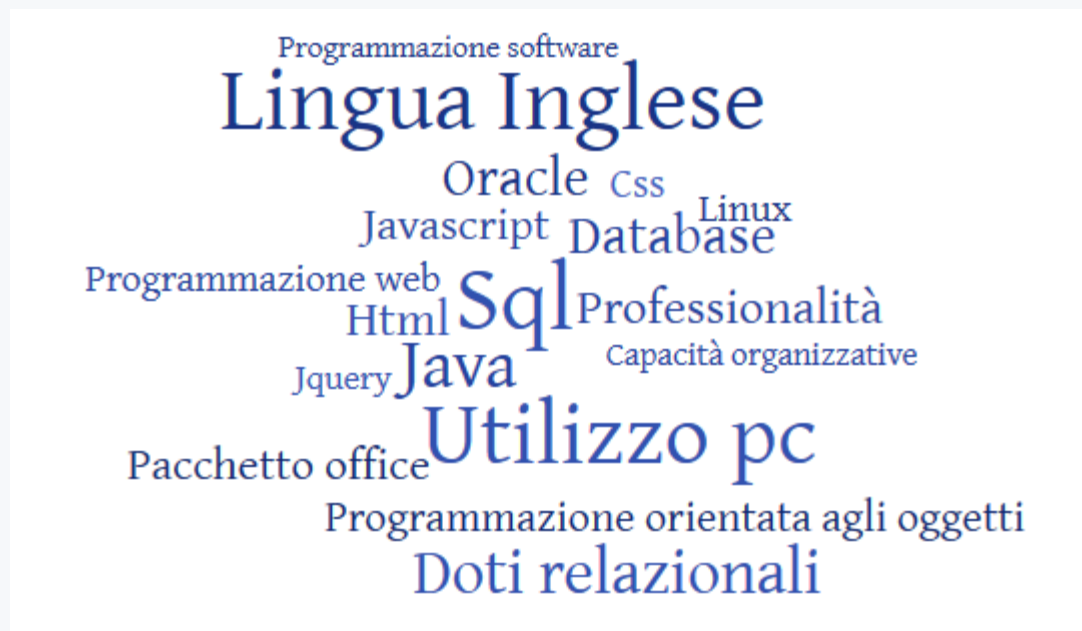 Programmazione software
Lingua Inglese
Oracle Css
Linux
Javascript Database
Programmazione web Sql Professionalità
Html
Capacità organizzative
Jquery Java
Utilizzo pc
Pacchetto office
Programmazione orientata agli oggetti
Doti relazionali